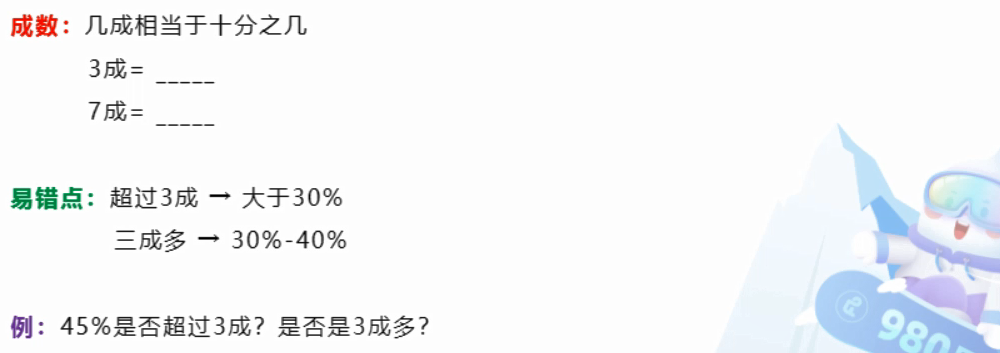 成数：几成相当于十分之几
3成= _____
7成= _____
易错点：超过3成 → 大于30%
三成多 → 30%-40%
例：45%是否超过3成？是否是3成多？
980